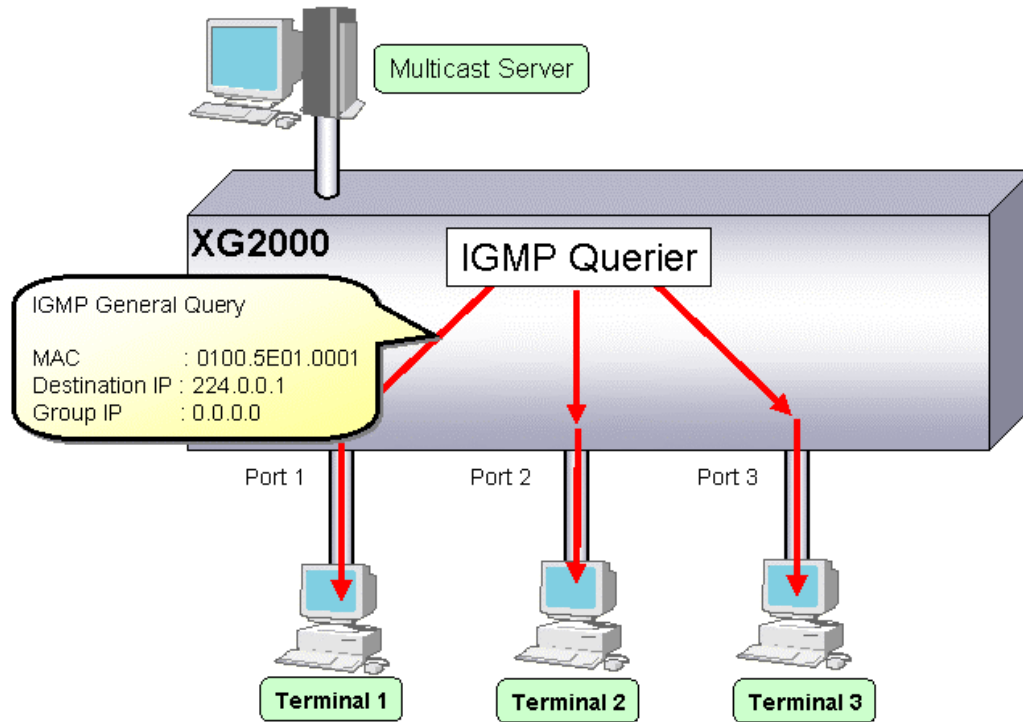 Multicast Server
XG2000
IGMP Querier
IGMP General Query
MAC : 0100.5E01.0001
Destination IP : 224.0.0.1
Group IP : 0.0.0.0
Port 1
Port 2
Port 3
Terminal 1
Terminal 2
Terminal 3